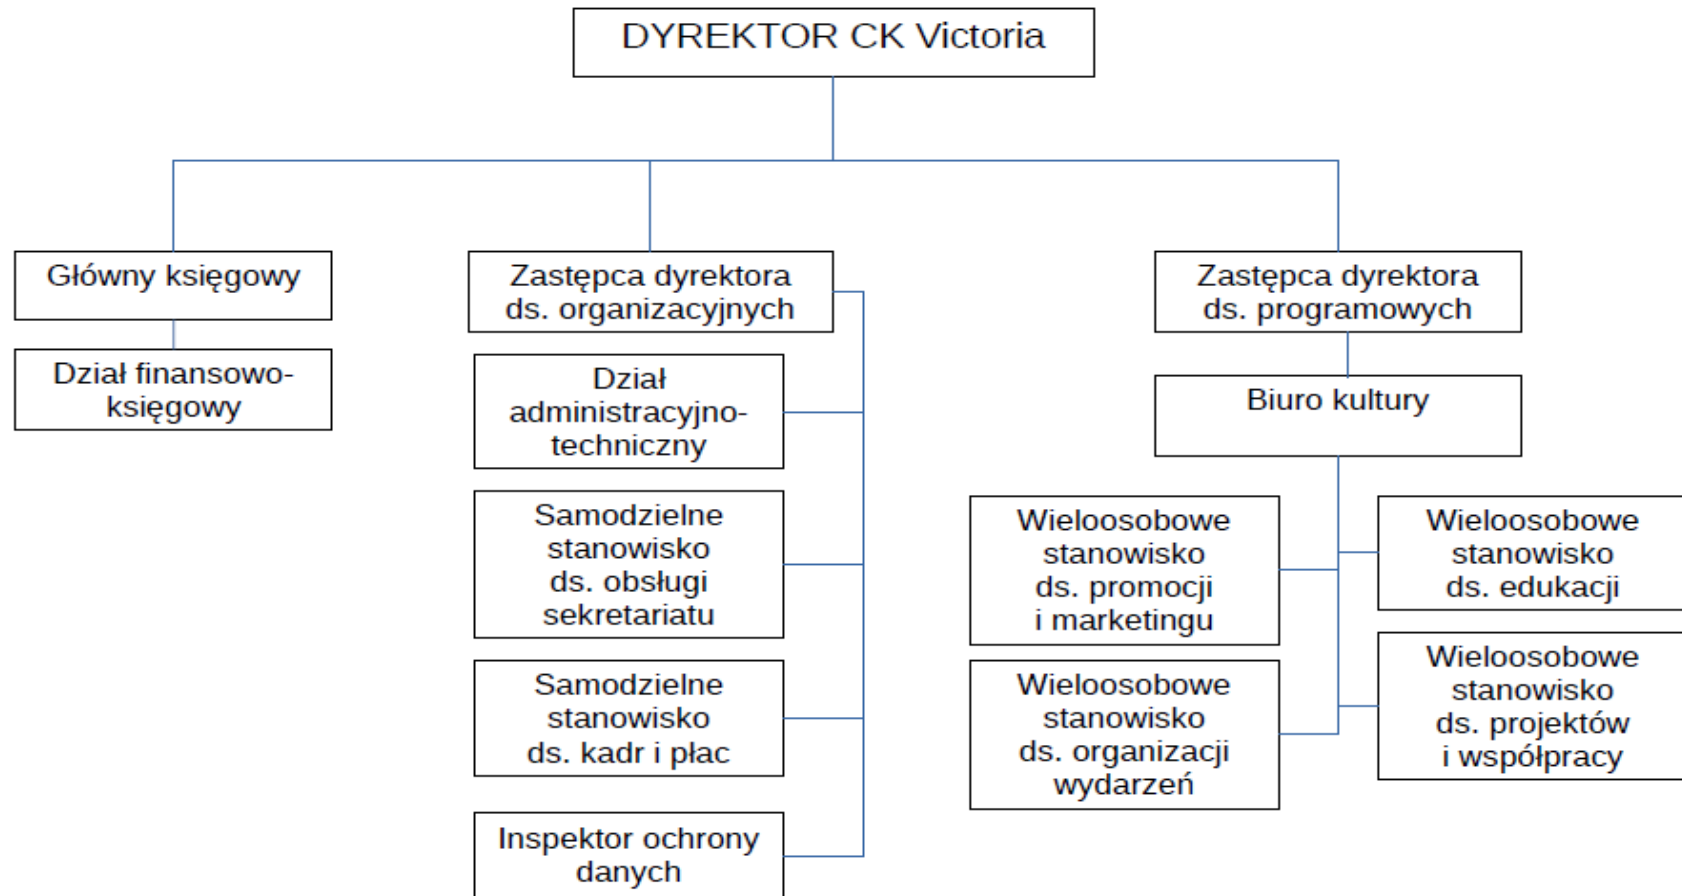 DYREKTOR CK Victoria
Główny księgowy
Dział finansowo-
księgowy
Zastępca dyrektora
ds. organizacyjnych
Dział
administracyjno-
techniczny
Samodzielne
stanowisko
ds. obsługi
sekretariatu
Samodzielne
stanowisko
ds. kadr i płac
Inspektor ochrony
danych
Zastępca dyrektora
ds. programowych
Biuro kultury
Wieloosobowe
stanowisko
ds. promocji
i marketingu
Wieloosobowe
stanowisko
ds. edukacji
Wieloosobowe
stanowisko
ds. organizacji
wydarzeń
Wieloosobowe
stanowisko
ds. projektów
i współpracy